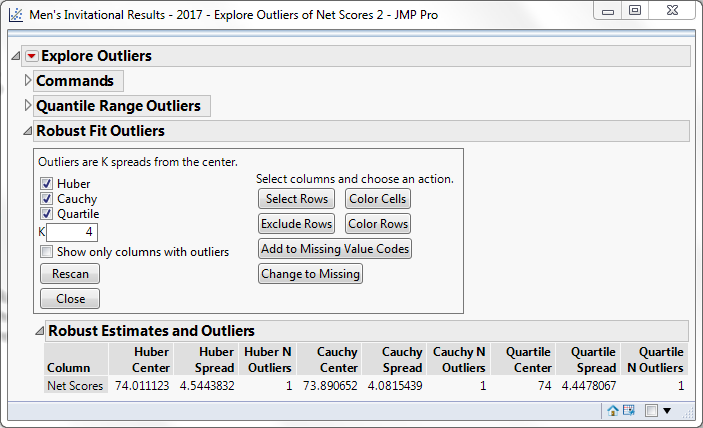 Men's Invitational Results - 2017 - Explore Outliers of Net Scores 2 - JMP Pro
Explore Outliers
Commands
Quantile Range Outliers
Robust Fit Outliers
Outliers are K spreads from the center.
Huber
Cauchy
Quartile
K 4
Show only columns with outliers
Rescan
Close
Select columns and choose an action.
Select Rows Color Cells
Exclude Rows Color Rows
Add to Missing Value Codes
Change to Missing
Robust Estimates and Outliers
Huber Huber Huber N Cauchy Cauchy Cauchy N Quartile Quartile Quartile
Column Center Spread Outliers Center Spread Outliers Center Spread N Outliers
Net Scores 74.011123 4.5443832 1 73.890652 4.0815439 1 74 4.4478067 1